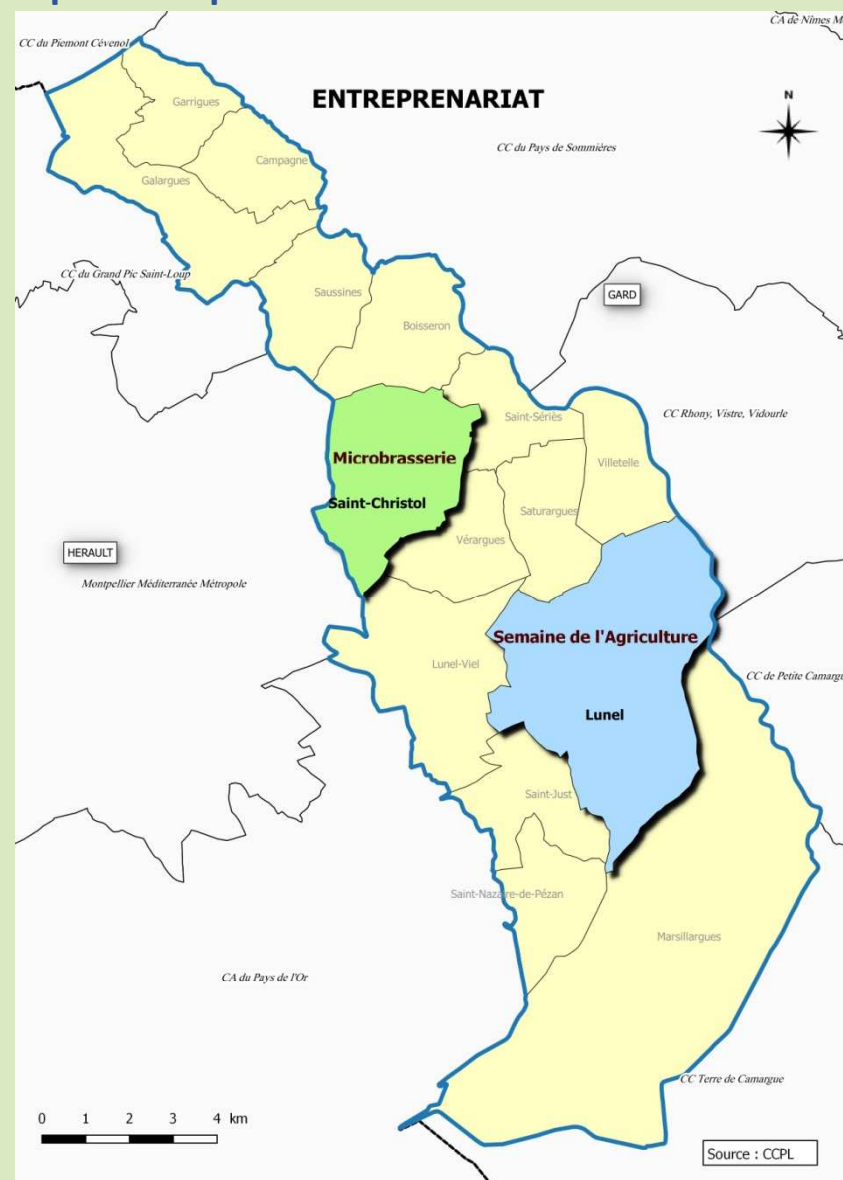 CC du Piemont Cévenol
CA de Nîmes M
ENTREPRENARIAT
N
Garrigues
CC du Pays de Sommières
Campagne
Galargues
CC du Grand Pic Saint-Loup
Saussines
GARD
Boisseron
Saint-Sériès
CC Rhony, Vistre, Vidourle
Microbrasserie
Villetelle
Saint-Christol
Saturargues
Vérargues
HERAULT
Montpellier Méditerranée Métropole
Semaine de l'Agriculture
Lunel-Viel
CC de Petite Camargu
Lunel
Saint-Just
Saint-Nazaire-de-Pézan
Marsillargues
CA du Pays de l'Or
CC Terre de Camargue
0 1 2 3 4 km
Source : CCPL